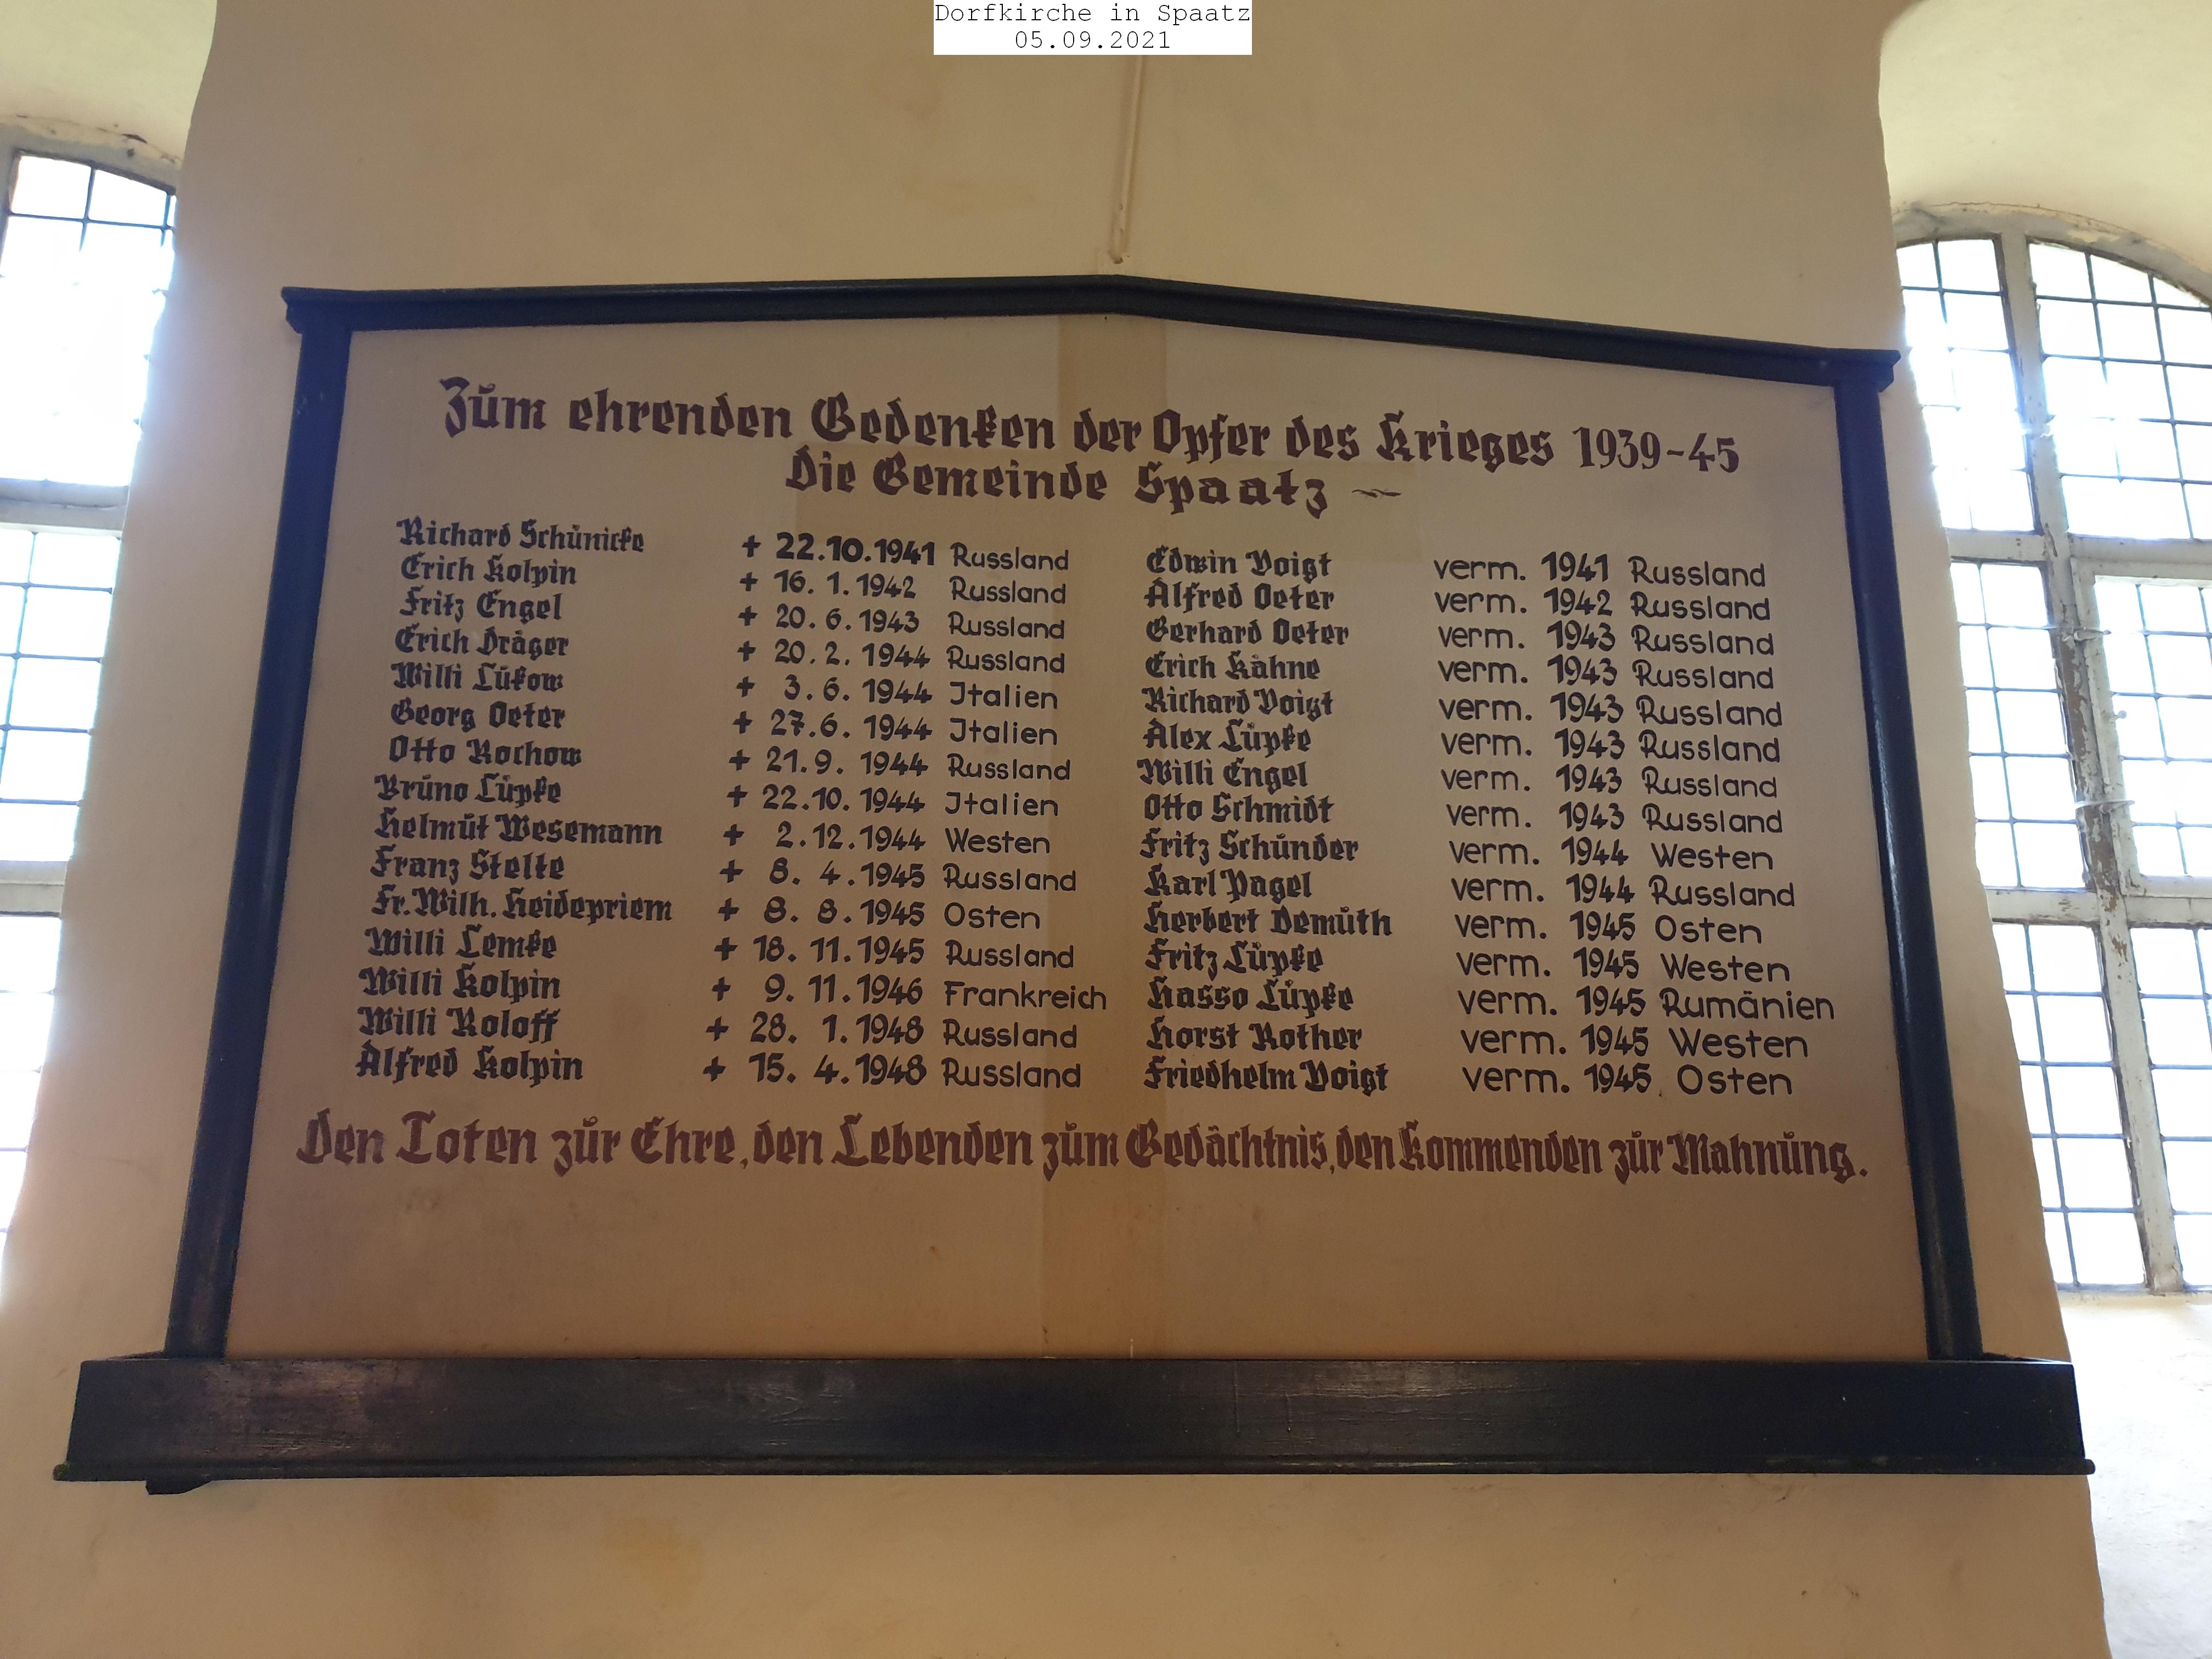 Dorfkirche in Spaatz
05.09.2021
Zum ehrenden Gedenken der Opfer des Krieges 1939-45
Die Gemeinde Spaatz
Richard Schünicke + 22.10.1941 Russland
Erich Kolpin + 16. 1. 1942 Russland
Fritz Engel + 20. 6. 1943 Russland
Erich Dräger + 20. 2. 1944 Russland
Willi Lükow + 3. 6. 1944 Italien
Georg Oeter + 27. 6. 1944 Italien
Otto Rochow + 21. 9. 1944 Russland
Bruno Lüpke + 22.10. 1944 Italien
Helmut Wesemann + 2. 12. 1944 Westen
Franz Stelte + 8. 4. 1945 Russland
Fr. Wilh. Heidepriem + 8. 8. 1945 Osten
Willi Lemke + 18. 11. 1945 Russland
Willi Kolpin + 9. 11. 1946 Frankreich
Willi Roloff + 28. 1. 1948 Russland
Alfred Kolpin + 15. 4. 1948 Russland
Edwin Voigt verm. 1941 Russland
Alfred Oeter verm. 1942 Russland
Gerhard Oeter verm. 1943 Russland
Erich Kähne verm. 1943 Russland
Richard Voigt verm. 1943 Russland
Alex Lüpke verm. 1943 Russland
Willi Engel verm. 1943 Russland
Otto Schmidt verm. 1943 Russland
Fritz Schünder verm. 1944 Westen
Karl Pagel verm. 1944 Russland
Herbert Demuth verm. 1945 Osten
Fritz Lüpke verm. 1945 Westen
Hasso Lüpke verm. 1945 Rumänien
Horst Rother verm. 1945 Westen
Friedhelm Voigt verm. 1945 Osten
Den Toten zur Ehre, den Lebenden zum Gedächtnis, den Kommenden zur Mahnung.